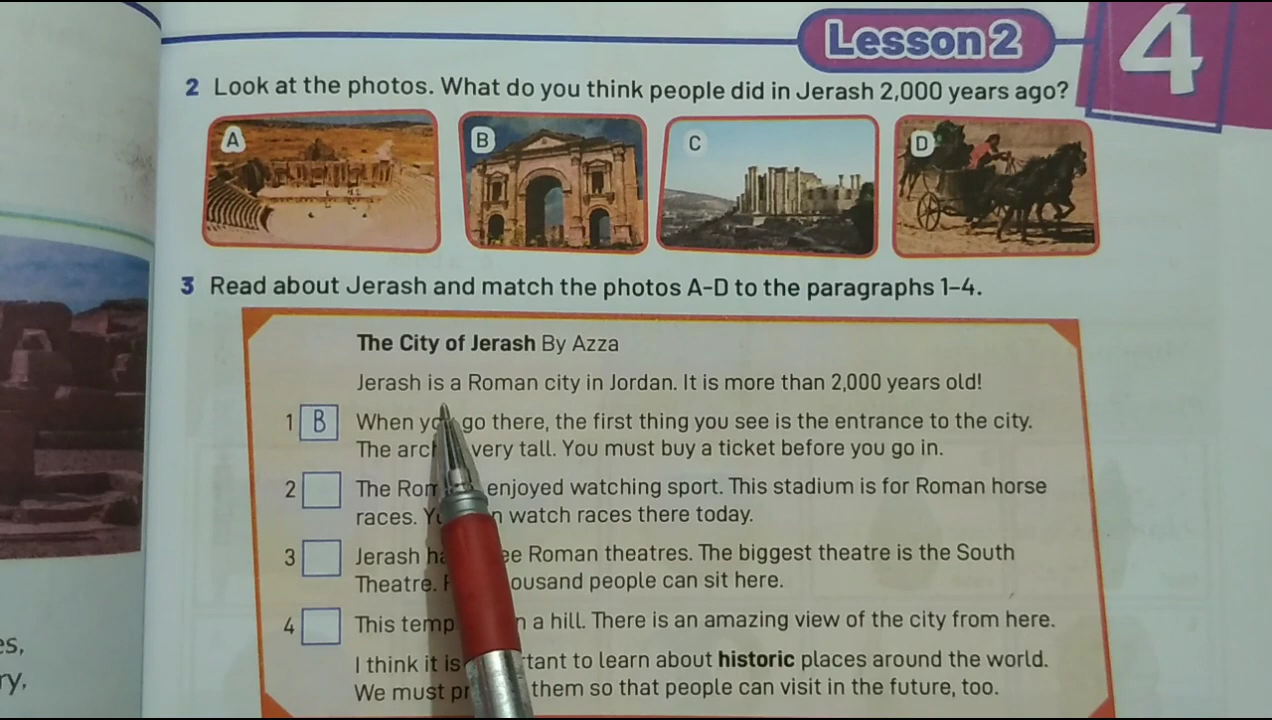 Lesson 2
4
2 Look at the photos. What do you think people did in Jerash 2,000 years ago?
A B C D
3 Read about Jerash and match the photos A-D to the paragraphs 1-4.
The City of Jerash By Azza
Jerash is a Roman city in Jordan. It is more than 2,000 years old!
1 B When go there, the first thing you see is the entrance to the city.
The very tall. You must buy a ticket before you go in.
2 The enjoyed watching sport. This stadium is for Roman horse
races. watch races there today.
3 Jerash Roman theatres. The biggest theatre is the South
Theatre. people can sit here.
4 This a hill. There is an amazing view of the city from here.
I think it is to learn about historic places around the world.
We must them so that people can visit in the future, too.